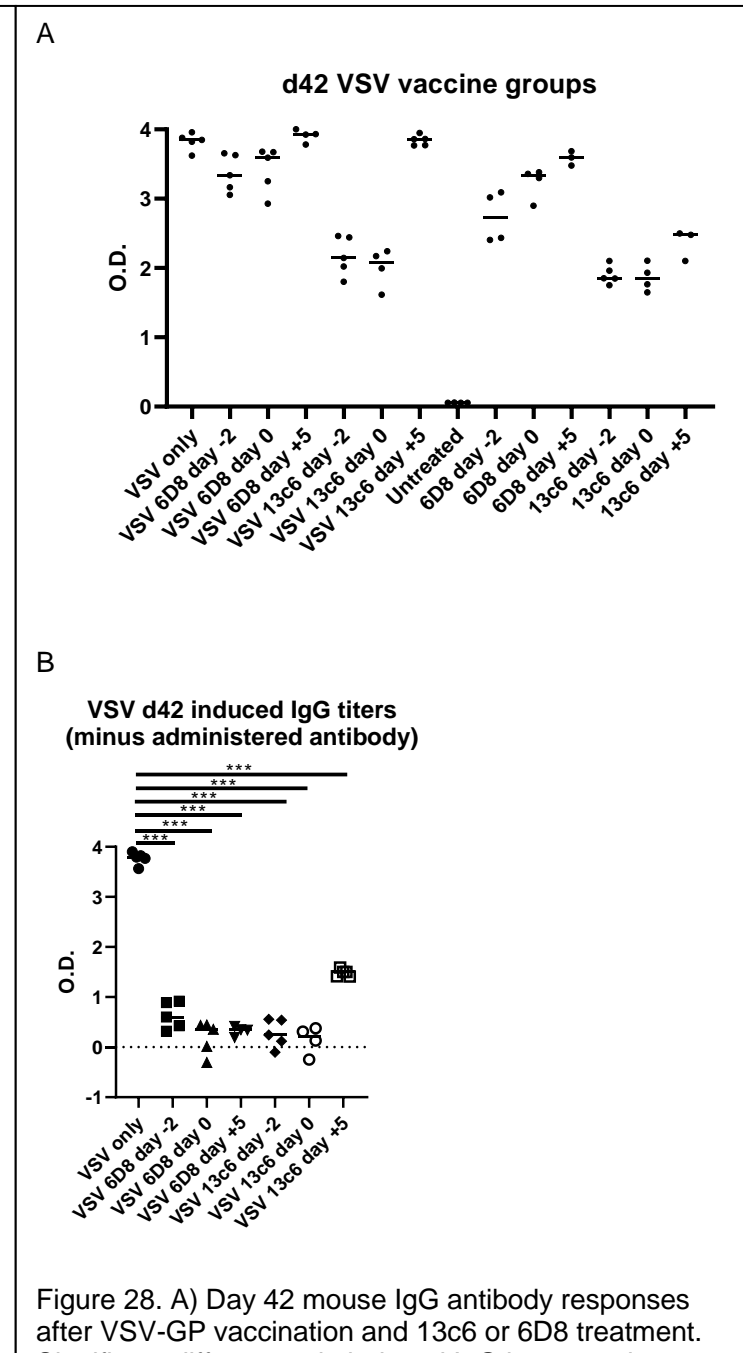 A
d42 VSV vaccine groups
4
3
2
1
0
O.D.
VSV only
VSV 6D8 day -2
VSV 6D8 day 0
VSV 6D8 day +5
VSV 13c6 day -2
VSV 13c6 day 0
VSV 13c6 day +5
Untreated
6D8 day -2
6D8 day 0
6D8 day +5
13c6 day -2
13c6 day 0
13c6 day +5
B
VSV d42 induced IgG titers
(minus administered antibody)
***
***
***
***
***
***
4
3
2
1
0
-1
O.D.
VSV only
VSV 6D8 day -2
VSV 6D8 day 0
VSV 6D8 day +5
VSV 13c6 day -2
VSV 13c6 day 0
VSV 13c6 day +5
Figure 28. A) Day 42 mouse IgG antibody responses
after VSV-GP vaccination and 13c6 or 6D8 treatment.